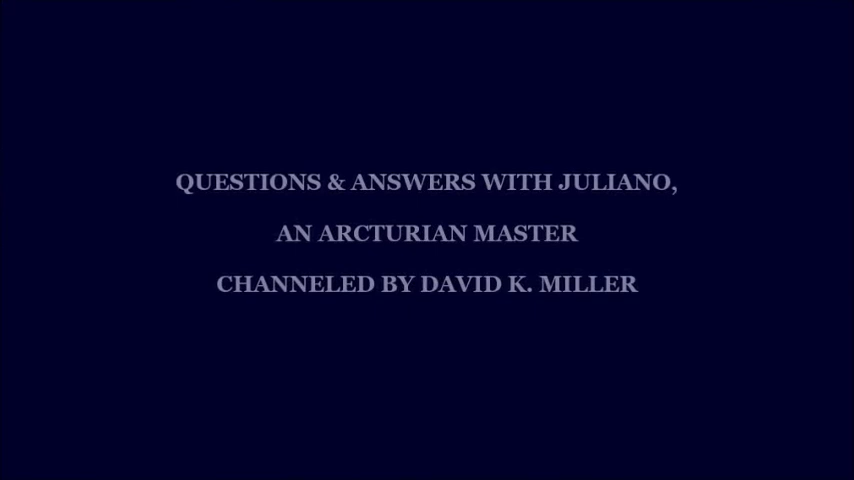 QUESTIONS & ANSWERS WITH JULIANO,
AN ARCTURIAN MASTER
CHANNELED BY DAVID K. MILLER